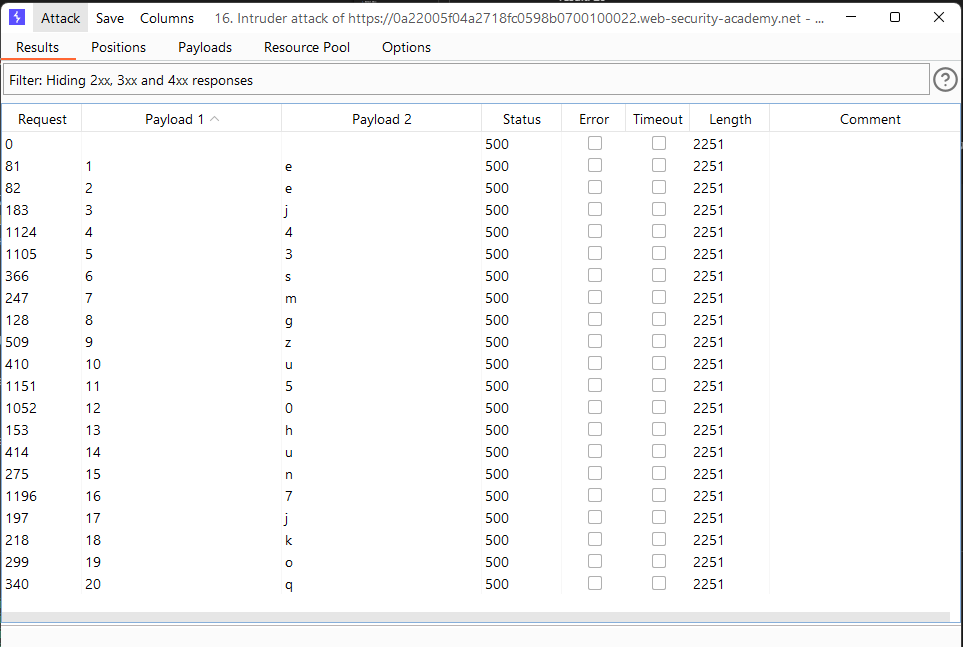 Attack Save Columns 16. Intruder attack of https://0a22005f04a2718fc0598b0700100022.web-security-academy.net - ...
Results Positions Payloads Resource Pool Options
Filter: Hiding 2xx, 3xx and 4xx responses
?
Request Payload 1 Payload 2 Status Error Timeout Length Comment
0 500 2251
81 1 e 500 2251
82 2 e 500 2251
183 3 j 500 2251
1124 4 4 500 2251
1105 5 3 500 2251
366 6 s 500 2251
247 7 m 500 2251
128 8 g 500 2251
509 9 z 500 2251
410 10 u 500 2251
1151 11 5 500 2251
1052 12 0 500 2251
153 13 h 500 2251
414 14 u 500 2251
275 15 n 500 2251
1196 16 7 500 2251
197 17 j 500 2251
218 18 k 500 2251
299 19 o 500 2251
340 20 q 500 2251